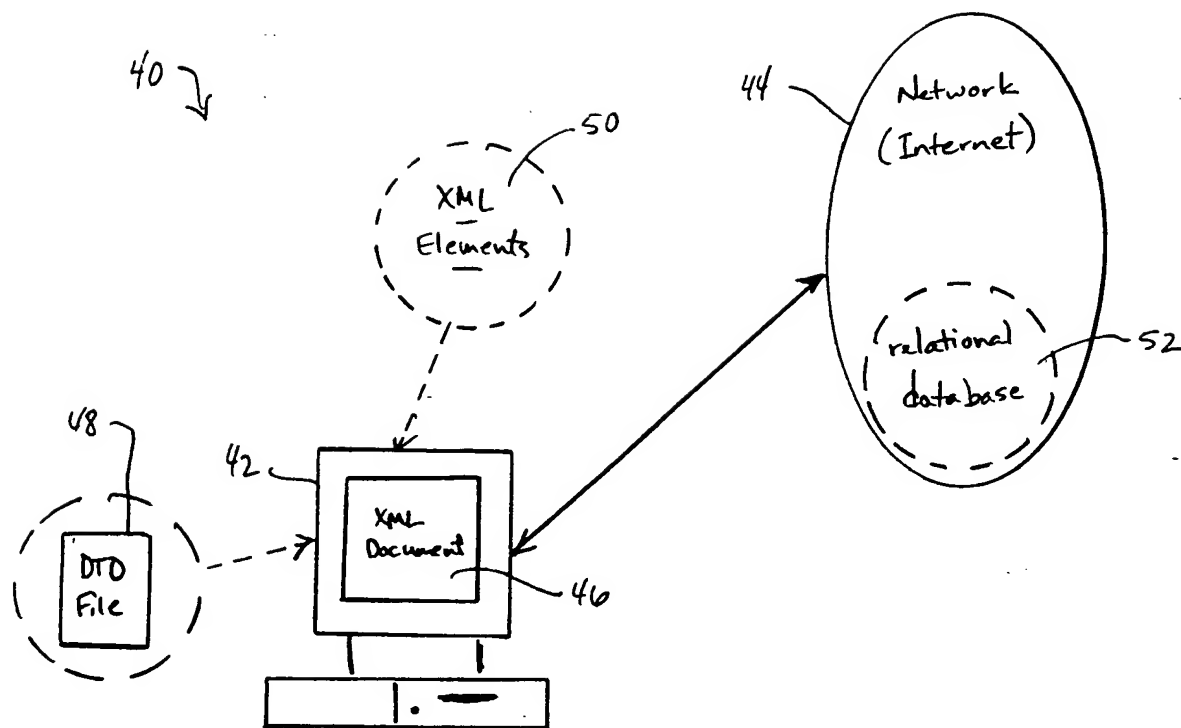 40
44
Network
(Internet)
50
XML
Elements
relational
database
52
48
42
XML
Document
46
DTD
File